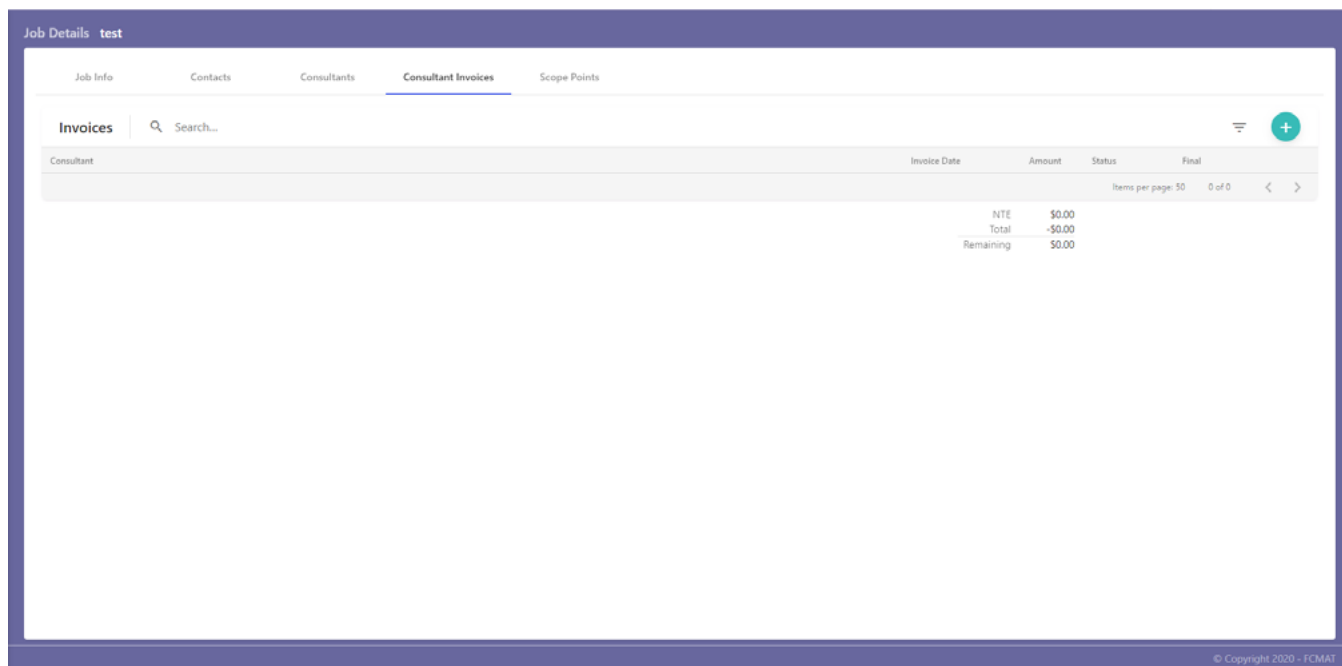 Job Details test
Job Info Contacts Consultants Consultant Invoices Scope Points
Invoices Search...
Consultant Invoice Date Amount Status Final
Items per page: 50 0 of 0
NTE $0.00
Total -$0.00
Remaining $0.00
© Copyright 2020 - FCMAT